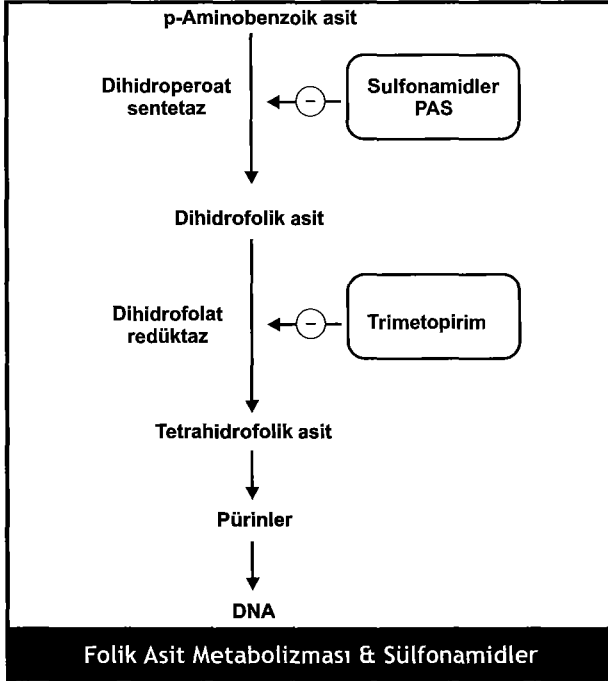 p-Aminobenzoik asit
Dihidroperoat
sentetaz
−
Sulfonamidler
PAS
Dihidrofolik asit
Dihidrofolat
redüktaz
−
Trimetopirim
Tetrahidrofolik asit
Pürinler
DNA
Folik Asit Metabolizması & Sülfonamidler